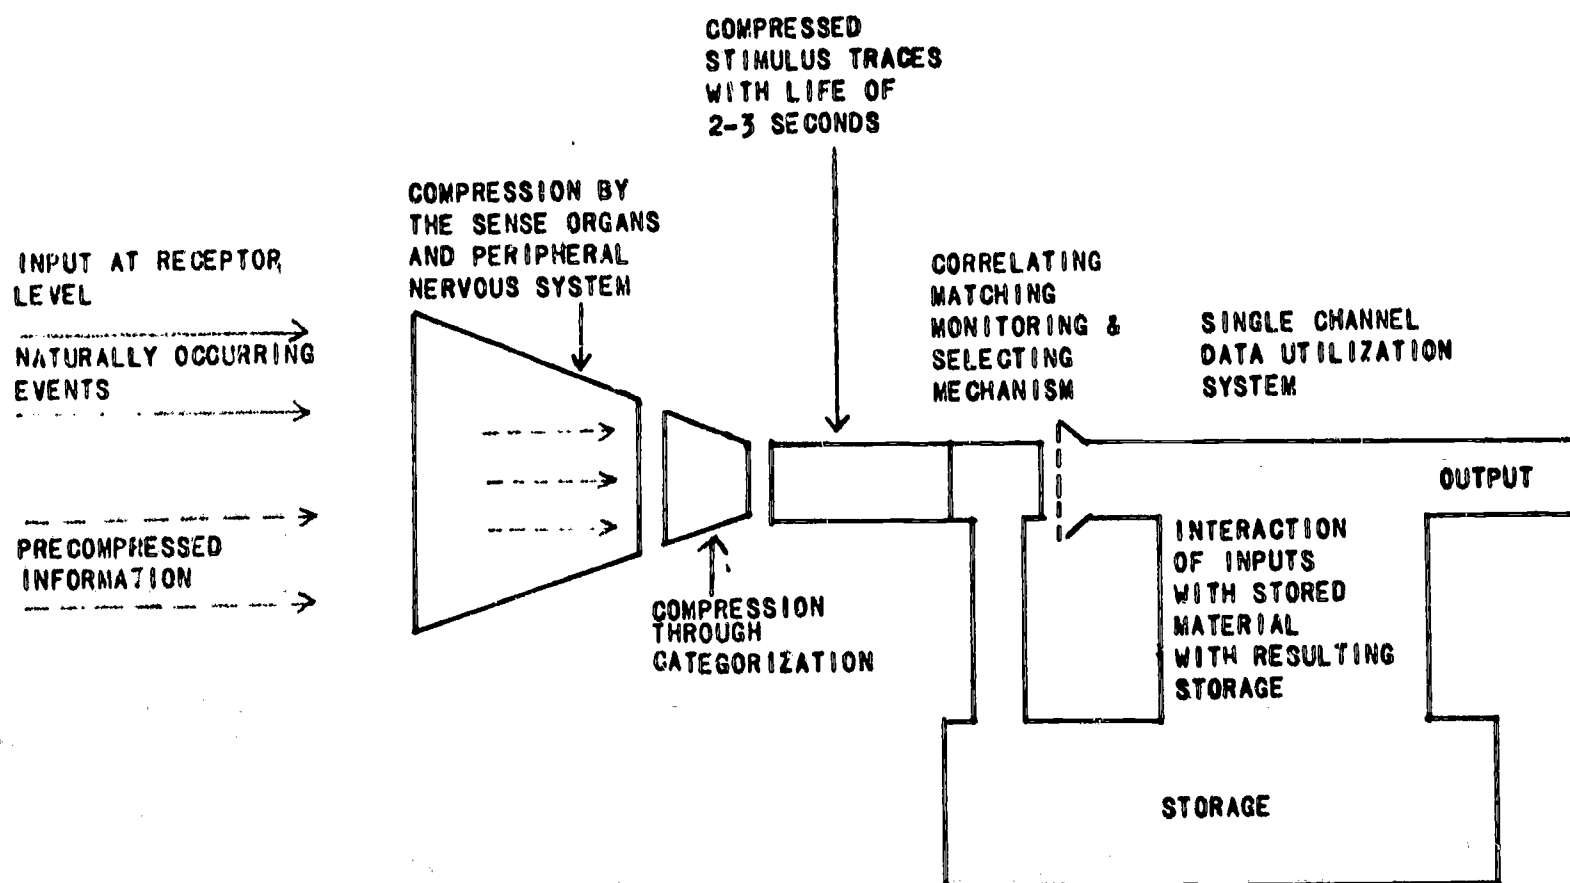 COMPRESSED
STIMULUS TRACES
WITH LIFE OF
2-3 SECONDS
COMPRESSION BY
THE SENSE ORGANS
AND PERIPHERAL
NERVOUS SYSTEM
INPUT AT RECEPTOR
LEVEL
NATURALLY OCCURRING
EVENTS
PRECOMPRESSED
INFORMATION
COMPRESSION
THROUGH
CATEGORIZATION
CORRELATING
MATCHING
MONITORING &
SELECTING
MECHANISM
SINGLE CHANNEL
DATA UTILIZATION
SYSTEM
OUTPUT
INTERACTION
OF INPUTS
WITH STORED
MATERIAL
WITH RESULTING
STORAGE
STORAGE